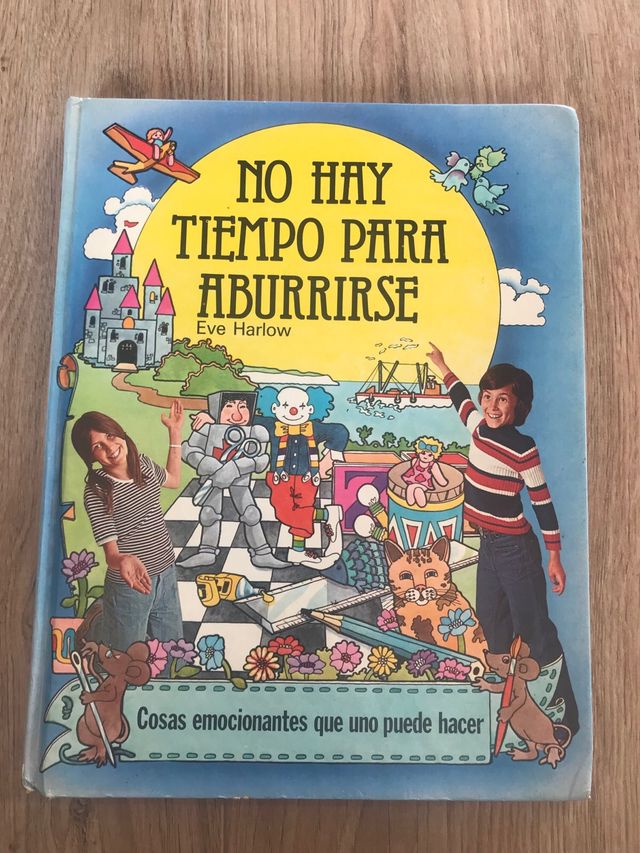 NO HAY
TIEMPO PARA
ABURRIRSE
Eve Harlow
Cosas emocionantes que uno puede hacer